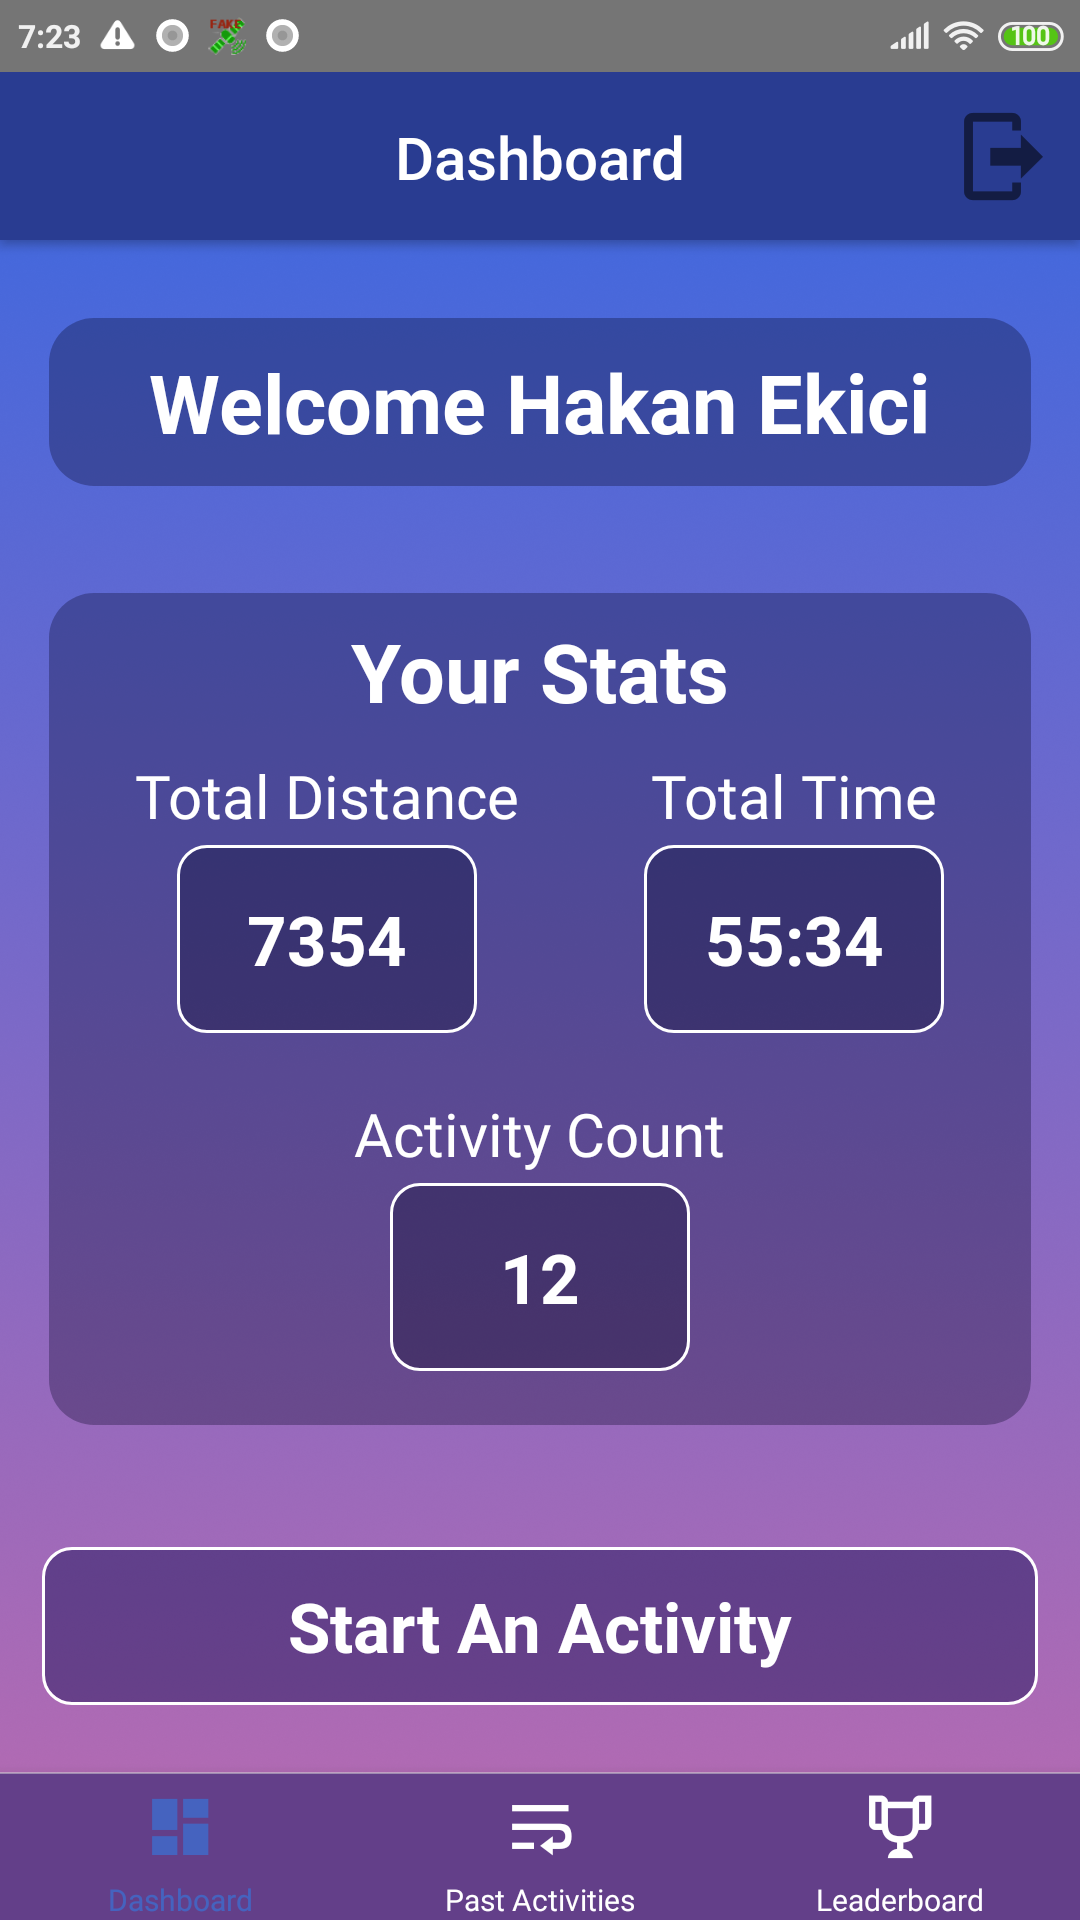 7:23 FAKE 100
Dashboard
Welcome Hakan Ekici
Your Stats
Total Distance Total Time
7354 55:34
Activity Count
12
Start An Activity
Dashboard Past Activities Leaderboard